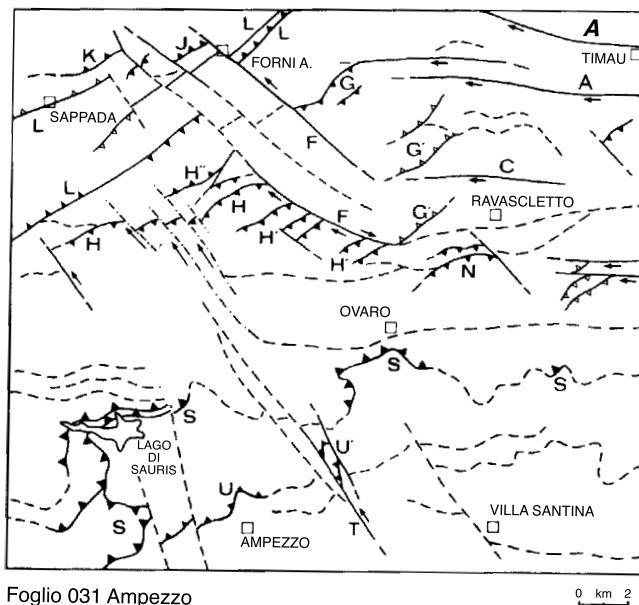 A
L
L
J
K
FORNI A.
TIMAU
G
A
SAPPADA
L
F
G'
H''
C
L
RAVASCLETTO
H
F
G'
H
H'
H'
N
OVARO
S
S
S
LAGO
DI
SAURIS
U'
U
S
T
VILLA SANTINA
AMPEZZO
Foglio 031 Ampezzo
0 km 2